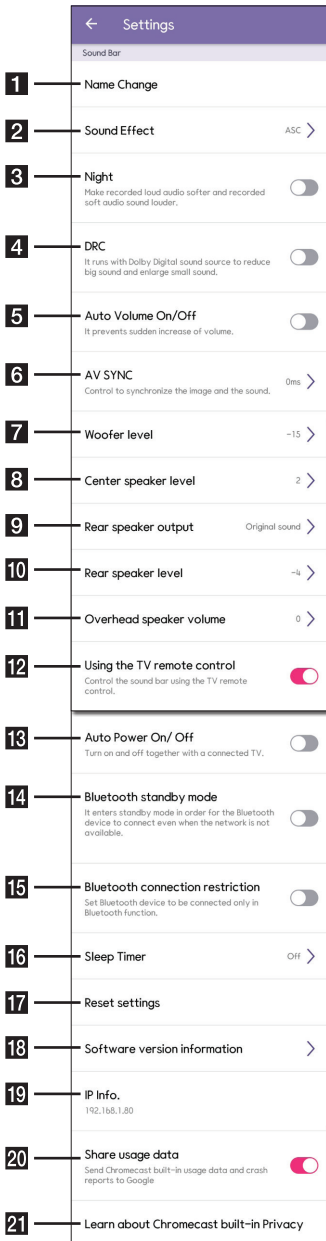 ← Settings
Sound Bar
1 Name Change
2 Sound Effect ASC >
3 Night
Make recorded loud audio softer and recorded
soft audio sound louder.
4 DRC
It runs with Dolby Digital sound source to reduce
big sound and enlarge small sound.
5 Auto Volume On/Off
It prevents sudden increase of volume.
6 AV SYNC 0ms >
Control to synchronize the image and the sound.
7 Woofer level -15 >
8 Center speaker level 2 >
9 Rear speaker output Original sound >
10 Rear speaker level -4 >
11 Overhead speaker volume 0 >
12 Using the TV remote control
Control the sound bar using the TV remote
control.
13 Auto Power On/ Off
Turn on and off together with a connected TV.
14 Bluetooth standby mode
It enters standby mode in order for the Bluetooth
device to connect even when the network is not
available.
15 Bluetooth connection restriction
Set Bluetooth device to be connected only in
Bluetooth function.
16 Sleep Timer Off >
17 Reset settings
18 Software version information >
19 IP Info.
192.168.1.80
20 Share usage data
Send Chromecast built-in usage data and crash
reports to Google
21 Learn about Chromecast built-in Privacy